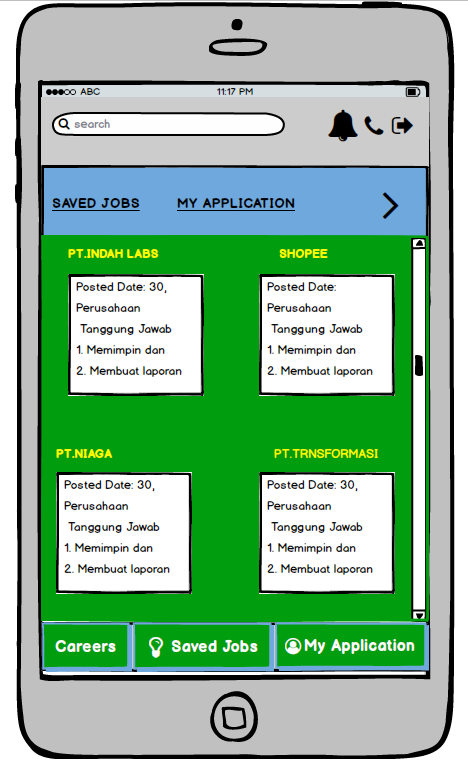 ABC 11:17 PM
search
SAVED JOBS MY APPLICATION
PT.INDAH LABS
Posted Date: 30,
Perusahaan
Tanggung Jawab
1. Memimpin dan
2. Membuat laporan
SHOPEE
Posted Date:
Perusahaan
Tanggung Jawab
1. Memimpin dan
2. Membuat laporan
PT.NIAGA
Posted Date: 30,
Perusahaan
Tanggung Jawab
1. Memimpin dan
2. Membuat laporan
PT.TRNSFORMASI
Posted Date: 30,
Perusahaan
Tanggung Jawab
1. Memimpin dan
2. Membuat laporan
Careers Saved Jobs My Application